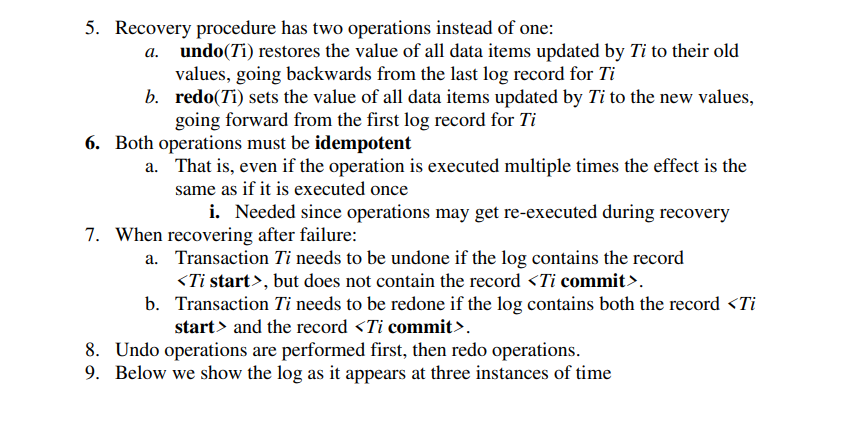 5. Recovery procedure has two operations instead of one:
a. undo(Ti) restores the value of all data items updated by Ti to their old
values, going backwards from the last log record for Ti
b. redo(Ti) sets the value of all data items updated by Ti to the new values,
going forward from the first log record for Ti
6. Both operations must be idempotent
a. That is, even if the operation is executed multiple times the effect is the
same as if it is executed once
i. Needed since operations may get re-executed during recovery
7. When recovering after failure:
a. Transaction Ti needs to be undone if the log contains the record
<Ti start>, but does not contain the record <Ti commit>.
b. Transaction Ti needs to be redone if the log contains both the record <Ti
start> and the record <Ti commit>.
8. Undo operations are performed first, then redo operations.
9. Below we show the log as it appears at three instances of time